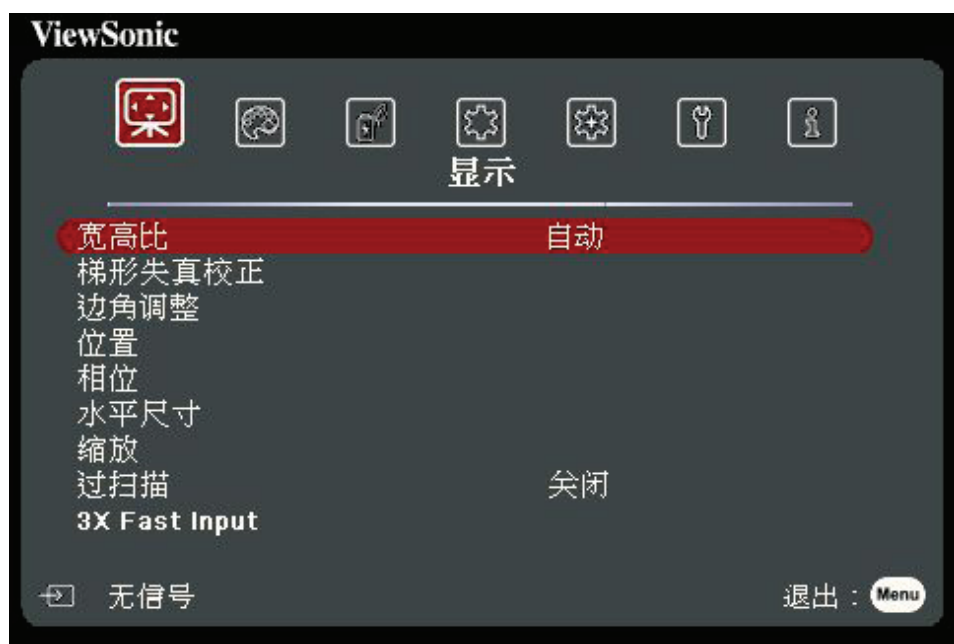 ViewSonic
显示
宽高比 自动
梯形失真校正
边角调整
位置
相位
水平尺寸
缩放
过扫描 关闭
3X Fast Input
无信号 退出 : Menu